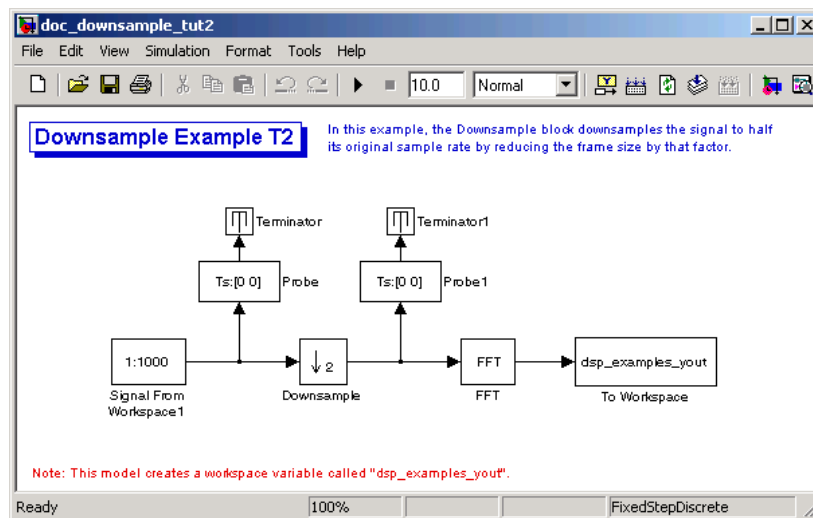 doc_downsample_tut2
File Edit View Simulation Format Tools Help
10.0 Normal
Downsample Example T2
In this example, the Downsample block downsamples the signal to half
its original sample rate by reducing the frame size by that factor.
Terminator
Terminator1
Ts:[0 0]
Probe
Ts:[0 0]
Probe1
1:1000
2
FFT
dsp_examples_yout
Signal From
Workspace1
Downsample
FFT
To Workspace
Note: This model creates a workspace variable called "dsp_examples_yout".
Ready
100%
FixedStepDiscrete